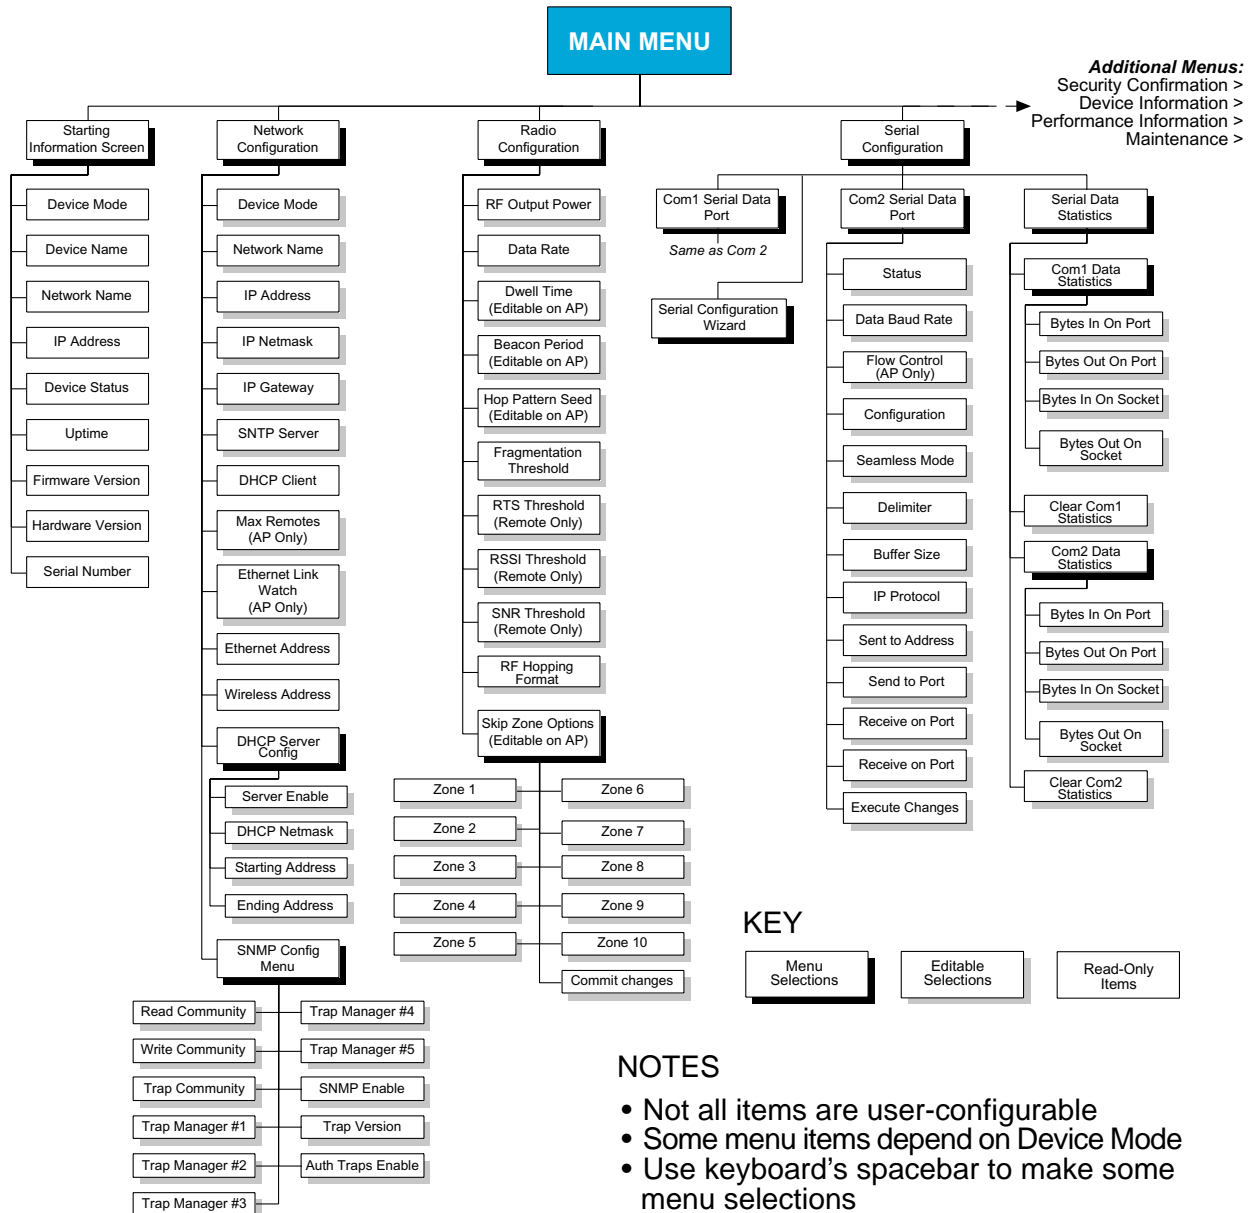 MAIN MENU
Additional Menus:
Security Confirmation >
Device Information >
Performance Information >
Maintenance >
Starting
Information Screen
Device Mode
Device Name
Network Name
IP Address
Device Status
Uptime
Firmware Version
Hardware Version
Serial Number
Network
Configuration
Device Mode
Network Name
IP Address
IP Netmask
IP Gateway
SNTP Server
DHCP Client
Max Remotes
(AP Only)
Ethernet Link
Watch
(AP Only)
Ethernet Address
Wireless Address
DHCP Server
Config
Server Enable
DHCP Netmask
Starting Address
Ending Address
SNMP Config
Menu
Read Community
Write Community
Trap Community
Trap Manager #1
Trap Manager #2
Trap Manager #3
Trap Manager #4
Trap Manager #5
SNMP Enable
Trap Version
Auth Traps Enable
Radio
Configuration
RF Output Power
Data Rate
Dwell Time
(Editable on AP)
Beacon Period
(Editable on AP)
Hop Pattern Seed
(Editable on AP)
Fragmentation
Threshold
RTS Threshold
(Remote Only)
RSSI Threshold
(Remote Only)
SNR Threshold
(Remote Only)
RF Hopping
Format
Skip Zone Options
(Editable on AP)
Zone 1
Zone 2
Zone 3
Zone 4
Zone 5
Zone 6
Zone 7
Zone 8
Zone 9
Zone 10
Commit changes
Serial
Configuration
Com1 Serial Data
Port
Same as Com 2
Serial Configuration
Wizard
Com2 Serial Data
Port
Status
Data Baud Rate
Flow Control
(AP Only)
Configuration
Seamless Mode
Delimiter
Buffer Size
IP Protocol
Sent to Address
Send to Port
Receive on Port
Receive on Port
Execute Changes
Serial Data
Statistics
Com1 Data
Statistics
Bytes In On Port
Bytes Out On Port
Bytes In On Socket
Bytes Out On
Socket
Clear Com1
Statistics
Com2 Data
Statistics
Bytes In On Port
Bytes Out On Port
Bytes In On Socket
Bytes Out On
Socket
Clear Com2
Statistics
KEY
Menu
Selections
Editable
Selections
Read-Only
Items
NOTES
• Not all items are user-configurable
• Some menu items depend on Device Mode
• Use keyboard’s spacebar to make some
menu selections